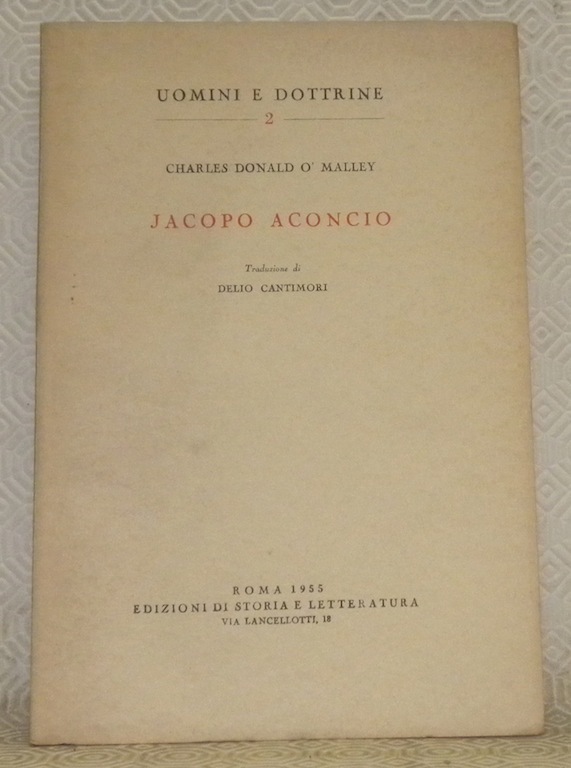 UOMINI E DOTTRINE
2
CHARLES DONALD O' MALLEY
JACOPO ACONCIO
Traduzione di
DELIO CANTIMORI
ROMA 1955
EDIZIONI DI STORIA E LETTERATURA
VIA LANCELLOTTI, 18